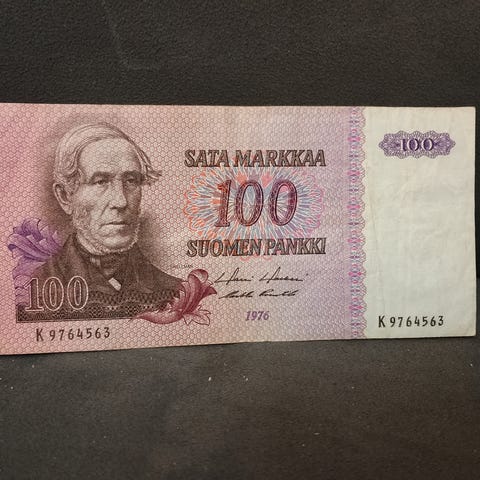 SATA MARKKAA
100
100
SUOMEN PANKKI
100
1976
K 9764563
K 9764563